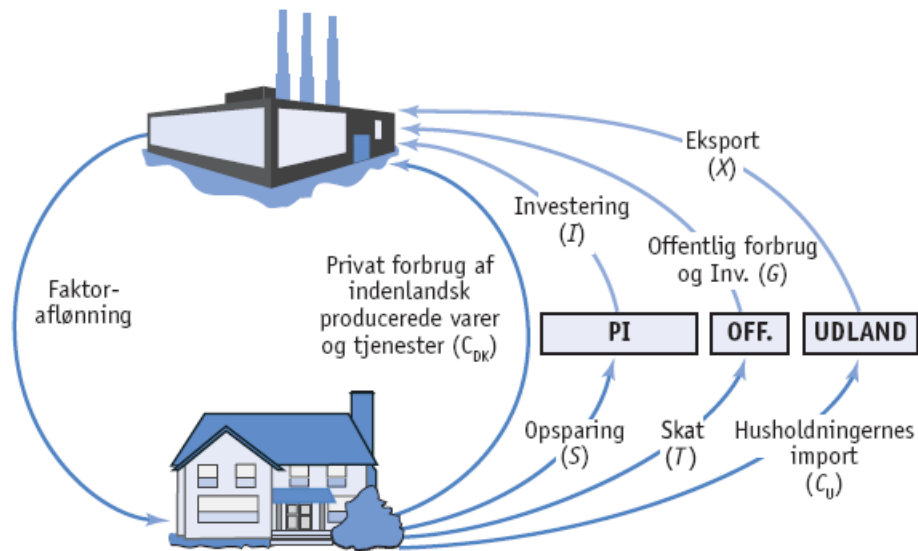 Eksport
(X)
Investering
(I)
Offentlig forbrug
og Inv. (G)
Faktor-
aflønning
Privat forbrug af
indenlandsk
producerede varer
og tjenester (C_DK)
PI
OFF.
UDLAND
Opsparing
(S)
Skat
(T)
Husholdningernes
import
(C_U)